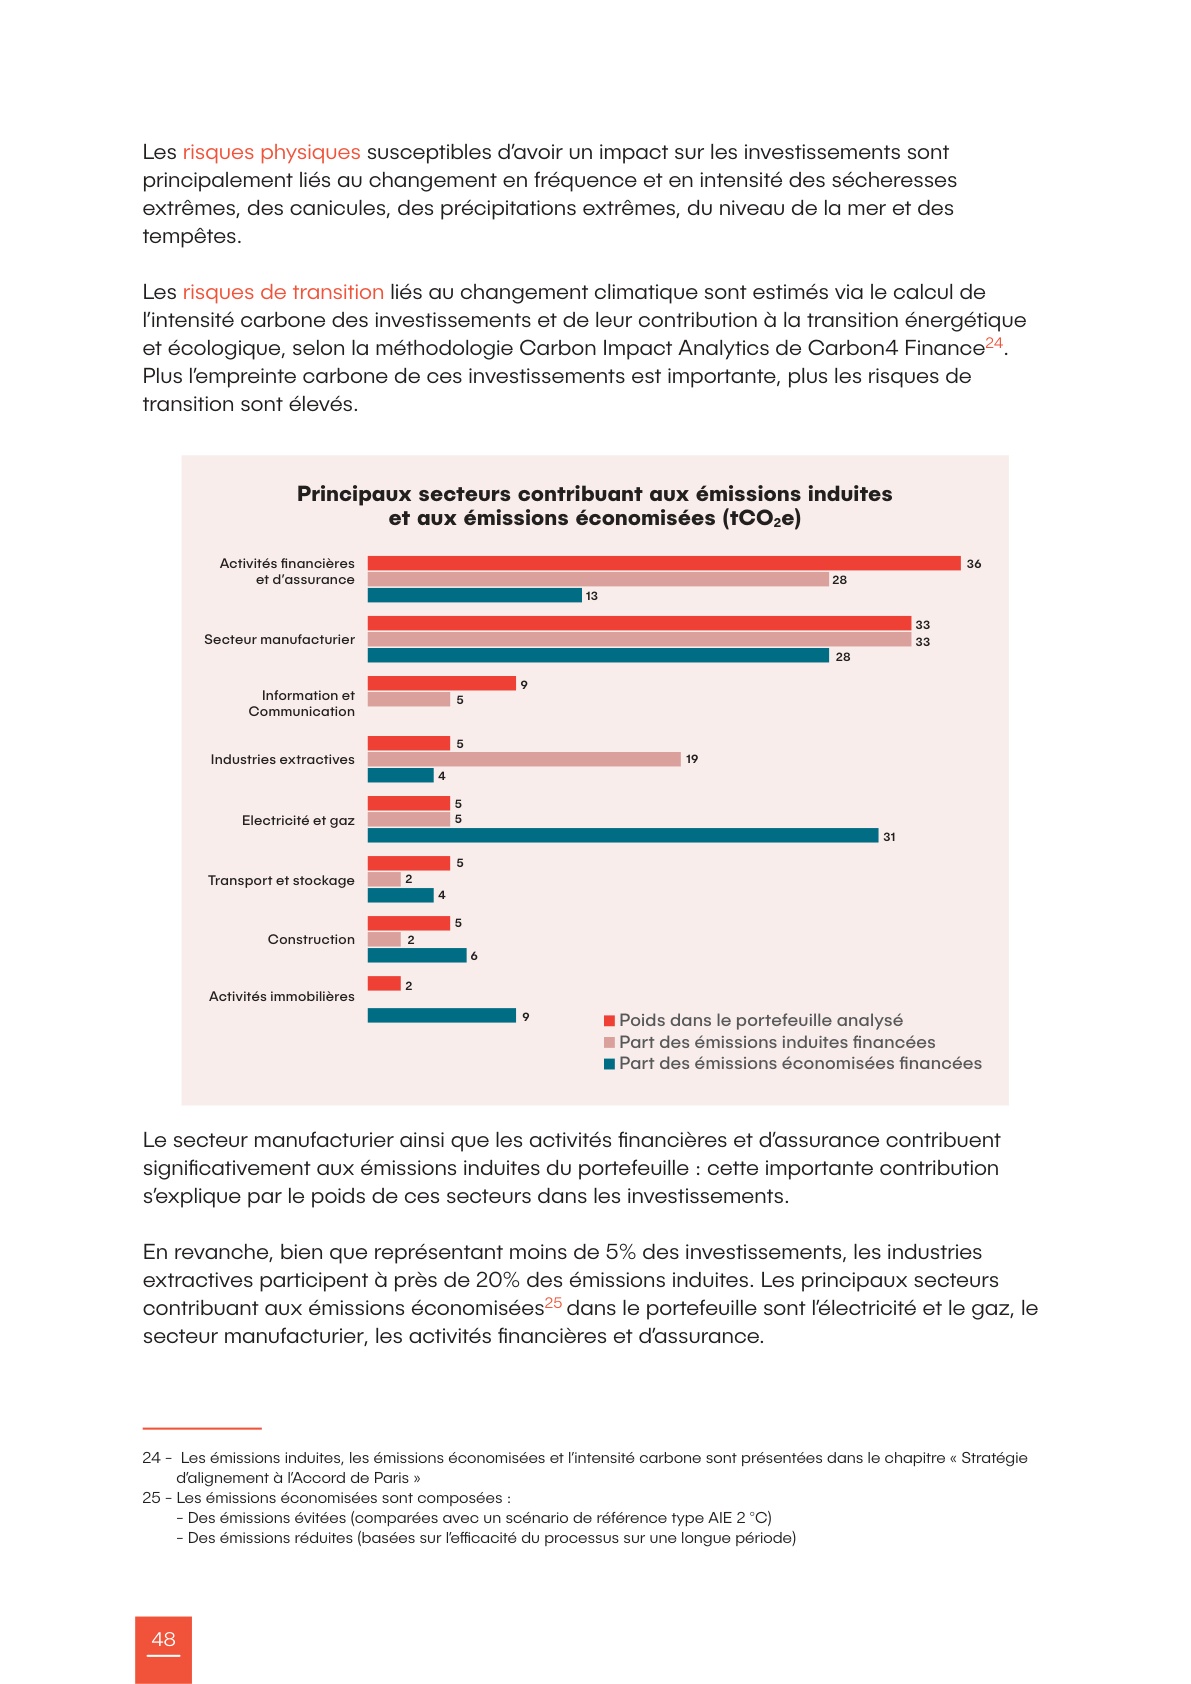 Les risques physiques susceptibles d’avoir un impact sur les investissements sont
principalement liés au changement en fréquence et en intensité des sécheresses
extrêmes, des canicules, des précipitations extrêmes, du niveau de la mer et des
tempêtes.
Les risques de transition liés au changement climatique sont estimés via le calcul de
l’intensité carbone des investissements et de leur contribution à la transition énergétique
et écologique, selon la méthodologie Carbon Impact Analytics de Carbon4 Finance24.
Plus l’empreinte carbone de ces investissements est importante, plus les risques de
transition sont élevés.
Principaux secteurs contribuant aux émissions induites
et aux émissions économisées (tCO₂e)
Activités financières
et d’assurance
36
28
13
Secteur manufacturier
33
33
28
Information et
Communication
9
5
Industries extractives
5
19
4
Electricité et gaz
5
5
31
Transport et stockage
5
2
4
Construction
5
2
6
Activités immobilières
2
9
Poids dans le portefeuille analysé
Part des émissions induites financées
Part des émissions économisées financées
Le secteur manufacturier ainsi que les activités financières et d’assurance contribuent
significativement aux émissions induites du portefeuille : cette importante contribution
s’explique par le poids de ces secteurs dans les investissements.
En revanche, bien que représentant moins de 5% des investissements, les industries
extractives participent à près de 20% des émissions induites. Les principaux secteurs
contribuant aux émissions économisées25 dans le portefeuille sont l’électricité et le gaz, le
secteur manufacturier, les activités financières et d’assurance.
24 - Les émissions induites, les émissions économisées et l’intensité carbone sont présentées dans le chapitre « Stratégie
d’alignement à l’Accord de Paris »
25 - Les émissions économisées sont composées :
- Des émissions évitées (comparées avec un scénario de référence type AIE 2 °C)
- Des émissions réduites (basées sur l’efficacité du processus sur une longue période)
48